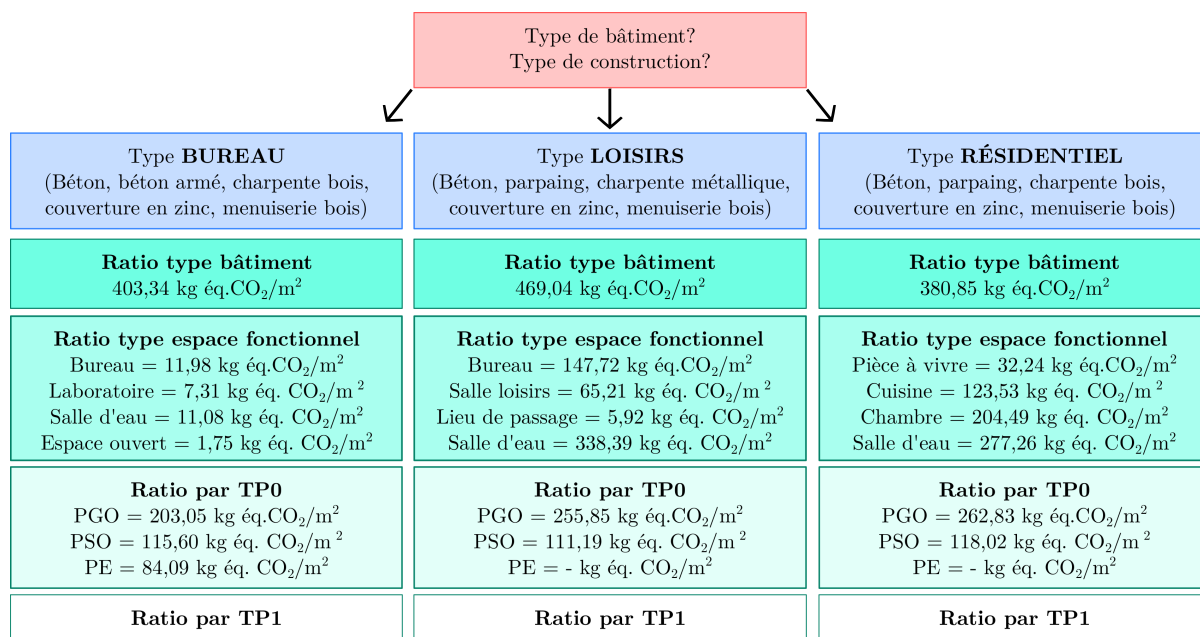 Type de bâtiment?
Type de construction?
Type BUREAU
(Béton, béton armé, charpente bois,
couverture en zinc, menuiserie bois)
Ratio type bâtiment
403,34 kg éq.CO₂/m²
Ratio type espace fonctionnel
Bureau = 11,98 kg éq.CO₂/m²
Laboratoire = 7,31 kg éq. CO₂/m ²
Salle d'eau = 11,08 kg éq. CO₂/m²
Espace ouvert = 1,75 kg éq. CO₂/m²
Ratio par TP0
PGO = 203,05 kg éq.CO₂/m²
PSO = 115,60 kg éq. CO₂/m ²
PE = 84,09 kg éq. CO₂/m²
Ratio par TP1
Type LOISIRS
(Béton, parpaing, charpente métallique,
couverture en zinc, menuiserie bois)
Ratio type bâtiment
469,04 kg éq.CO₂/m²
Ratio type espace fonctionnel
Bureau = 147,72 kg éq.CO₂/m²
Salle loisirs = 65,21 kg éq. CO₂/m ²
Lieu de passage = 5,92 kg éq. CO₂/m²
Salle d'eau = 338,39 kg éq. CO₂/m²
Ratio par TP0
PGO = 255,85 kg éq.CO₂/m²
PSO = 111,19 kg éq. CO₂/m ²
PE = - kg éq. CO₂/m²
Ratio par TP1
Type RÉSIDENTIEL
(Béton, parpaing, charpente bois,
couverture en zinc, menuiserie bois)
Ratio type bâtiment
380,85 kg éq.CO₂/m²
Ratio type espace fonctionnel
Pièce à vivre = 32,24 kg éq.CO₂/m²
Cuisine = 123,53 kg éq. CO₂/m ²
Chambre = 204,49 kg éq. CO₂/m²
Salle d'eau = 277,26 kg éq. CO₂/m²
Ratio par TP0
PGO = 262,83 kg éq.CO₂/m²
PSO = 118,02 kg éq. CO₂/m ²
PE = - kg éq. CO₂/m²
Ratio par TP1